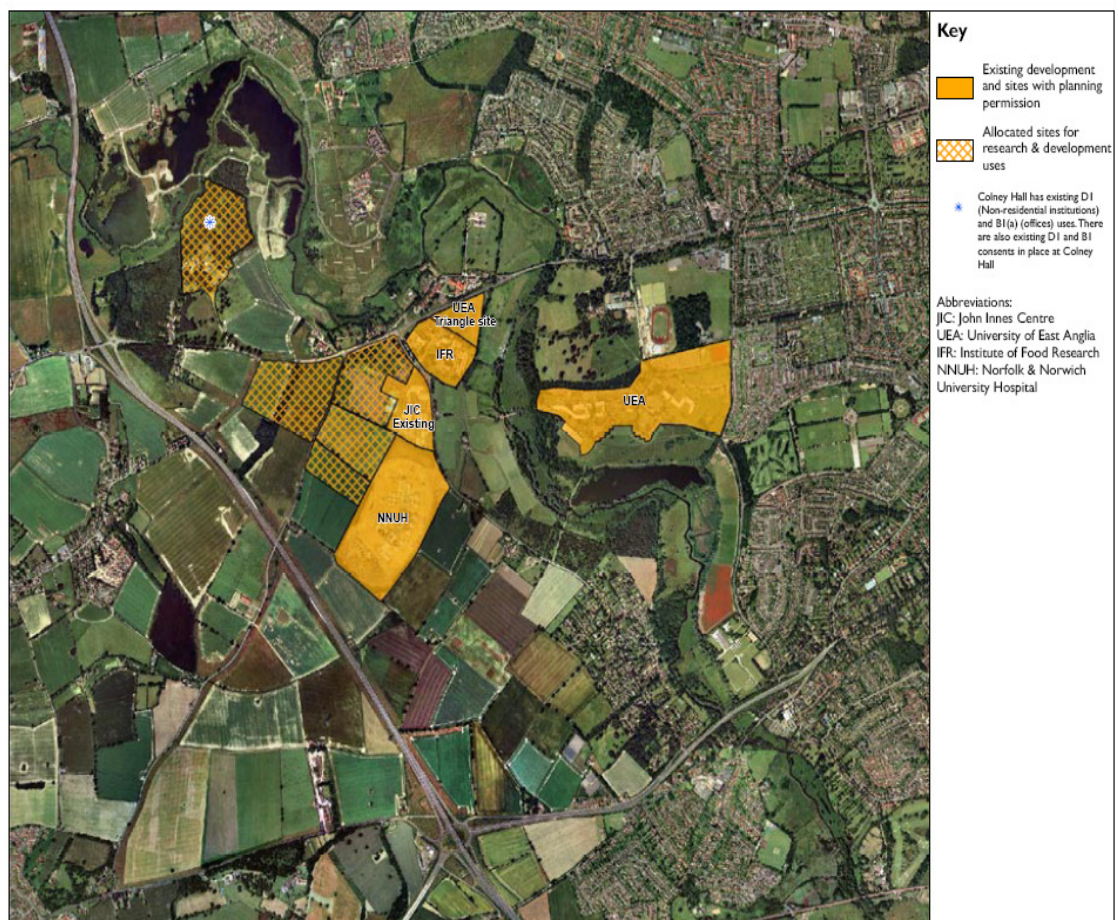 UEA
Triangle site
IFR
JIC
Existing
UEA
NNUH
Key
Existing development
and sites with planning
permission
Allocated sites for
research & development
uses
Colney Hall has existing D1
(Non-residential institutions)
and B1(a) (offices) uses. There
are also existing D1 and B1
consents in place at Colney
Hall
Abbreviations:
JIC: John Innes Centre
UEA: University of East Anglia
IFR: Institute of Food Research
NNUH: Norfolk & Norwich
University Hospital